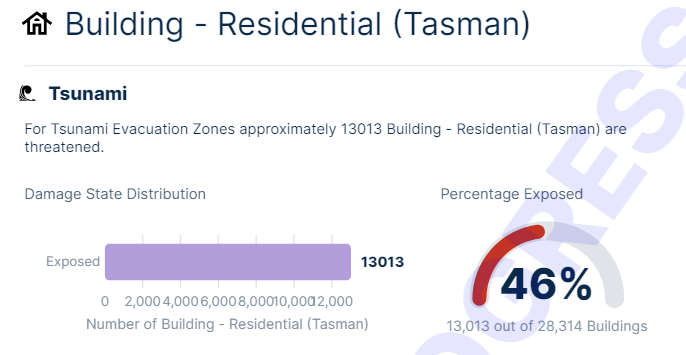 Building - Residential (Tasman)
Tsunami
For Tsunami Evacuation Zones approximately 13013 Building - Residential (Tasman) are
threatened.
Damage State Distribution
Percentage Exposed
Exposed
13013
0 2,000 4,000 6,000 8,000 10,000 12,000
Number of Building - Residential (Tasman)
46%
13,013 out of 28,314 Buildings
OGRESS